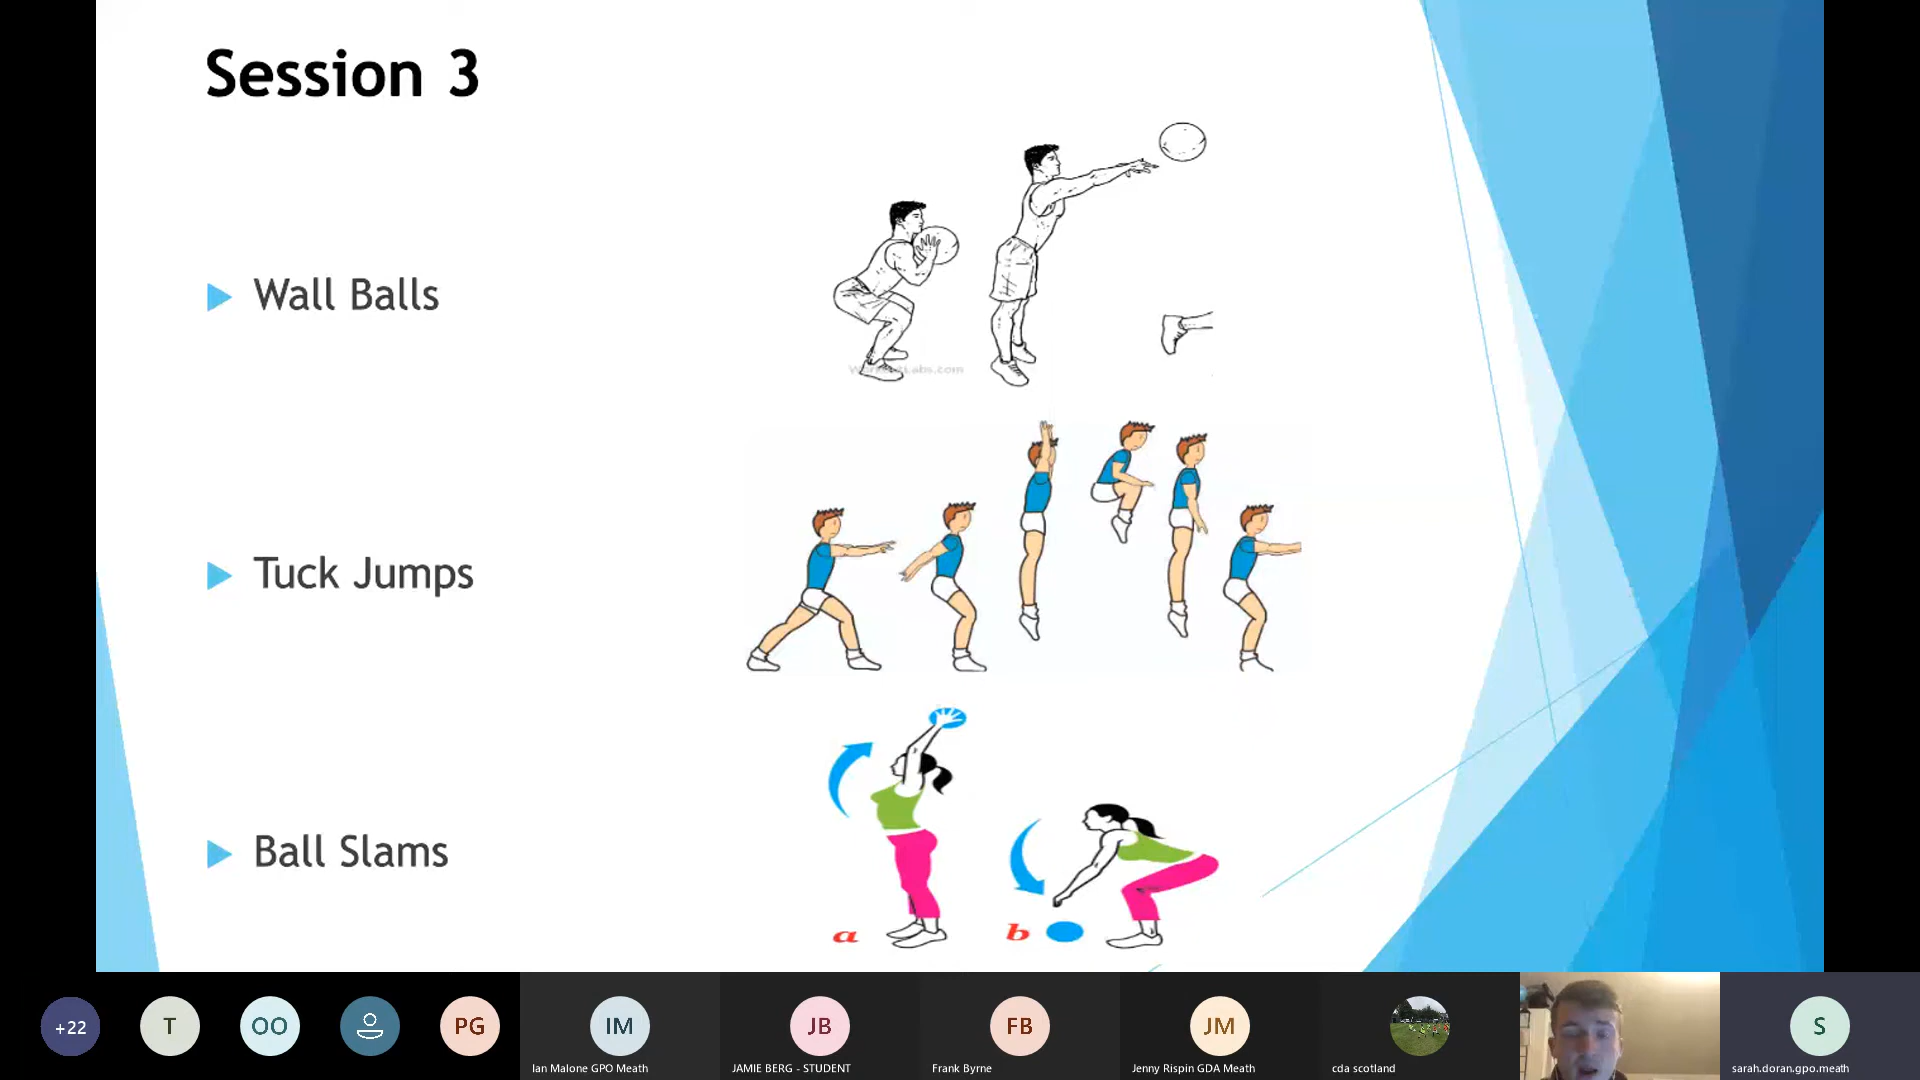 Session 3
Wall Balls
Tuck Jumps
Ball Slams
a
b
+22
T
OO
PG
IM
JB
FB
JM
S
Ian Malone GPO Meath
JAMIE BERG - STUDENT
Frank Byrne
Jenny Rispin GDA Meath
cda scotland
sarah.doran.gpo.meath